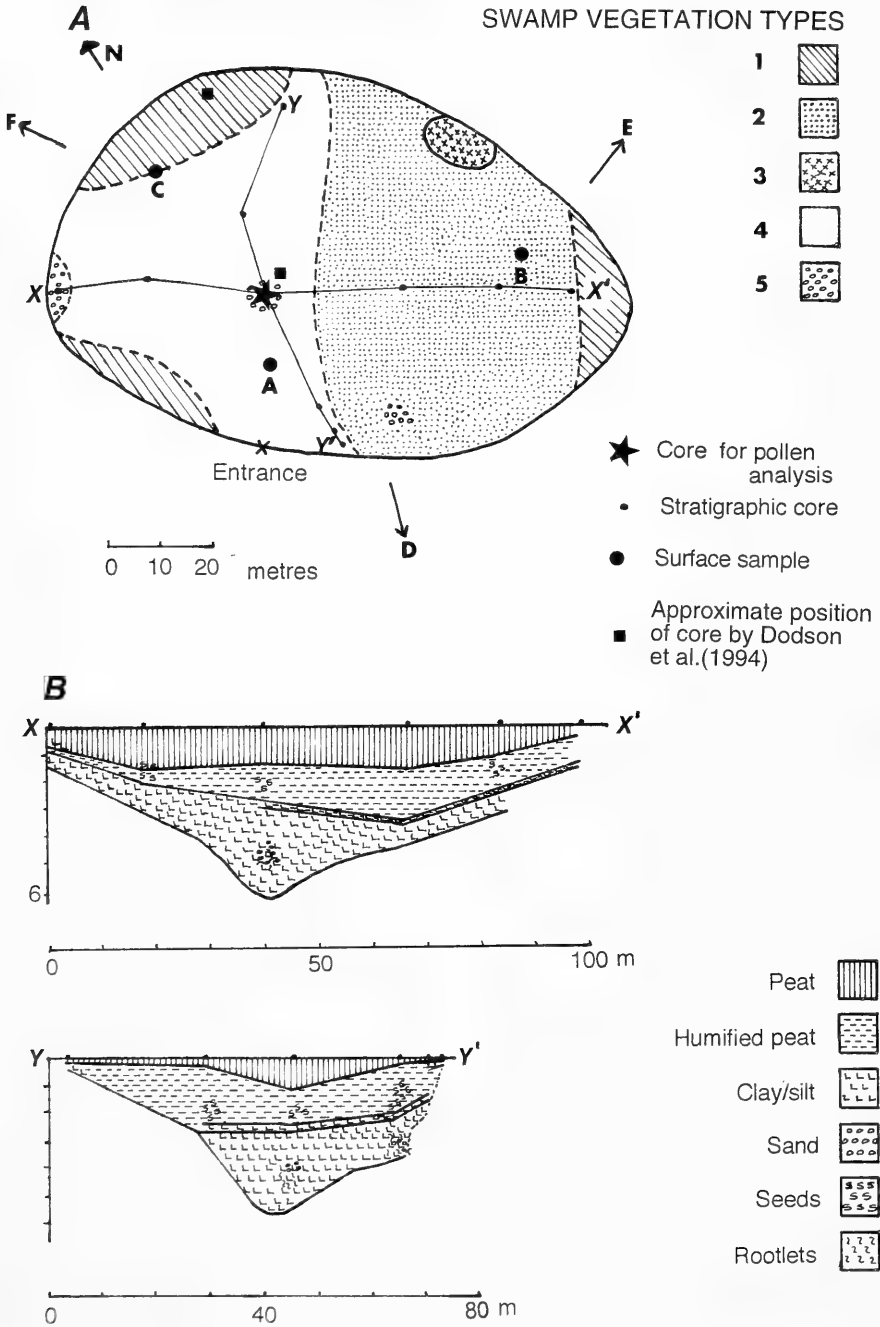 A
SWAMP VEGETATION TYPES
N
F
E
1
2
3
4
5
Y
C
X
B
X'
A
X
Y'
Entrance
D
0 10 20 metres
Core for pollen
analysis
Stratigraphic core
Surface sample
Approximate position
of core by Dodson
et al.(1994)
B
X
X'
6
0 50 100 m
Y
Y'
0 40 80 m
Peat
Humified peat
Clay/silt
Sand
Seeds
Rootlets